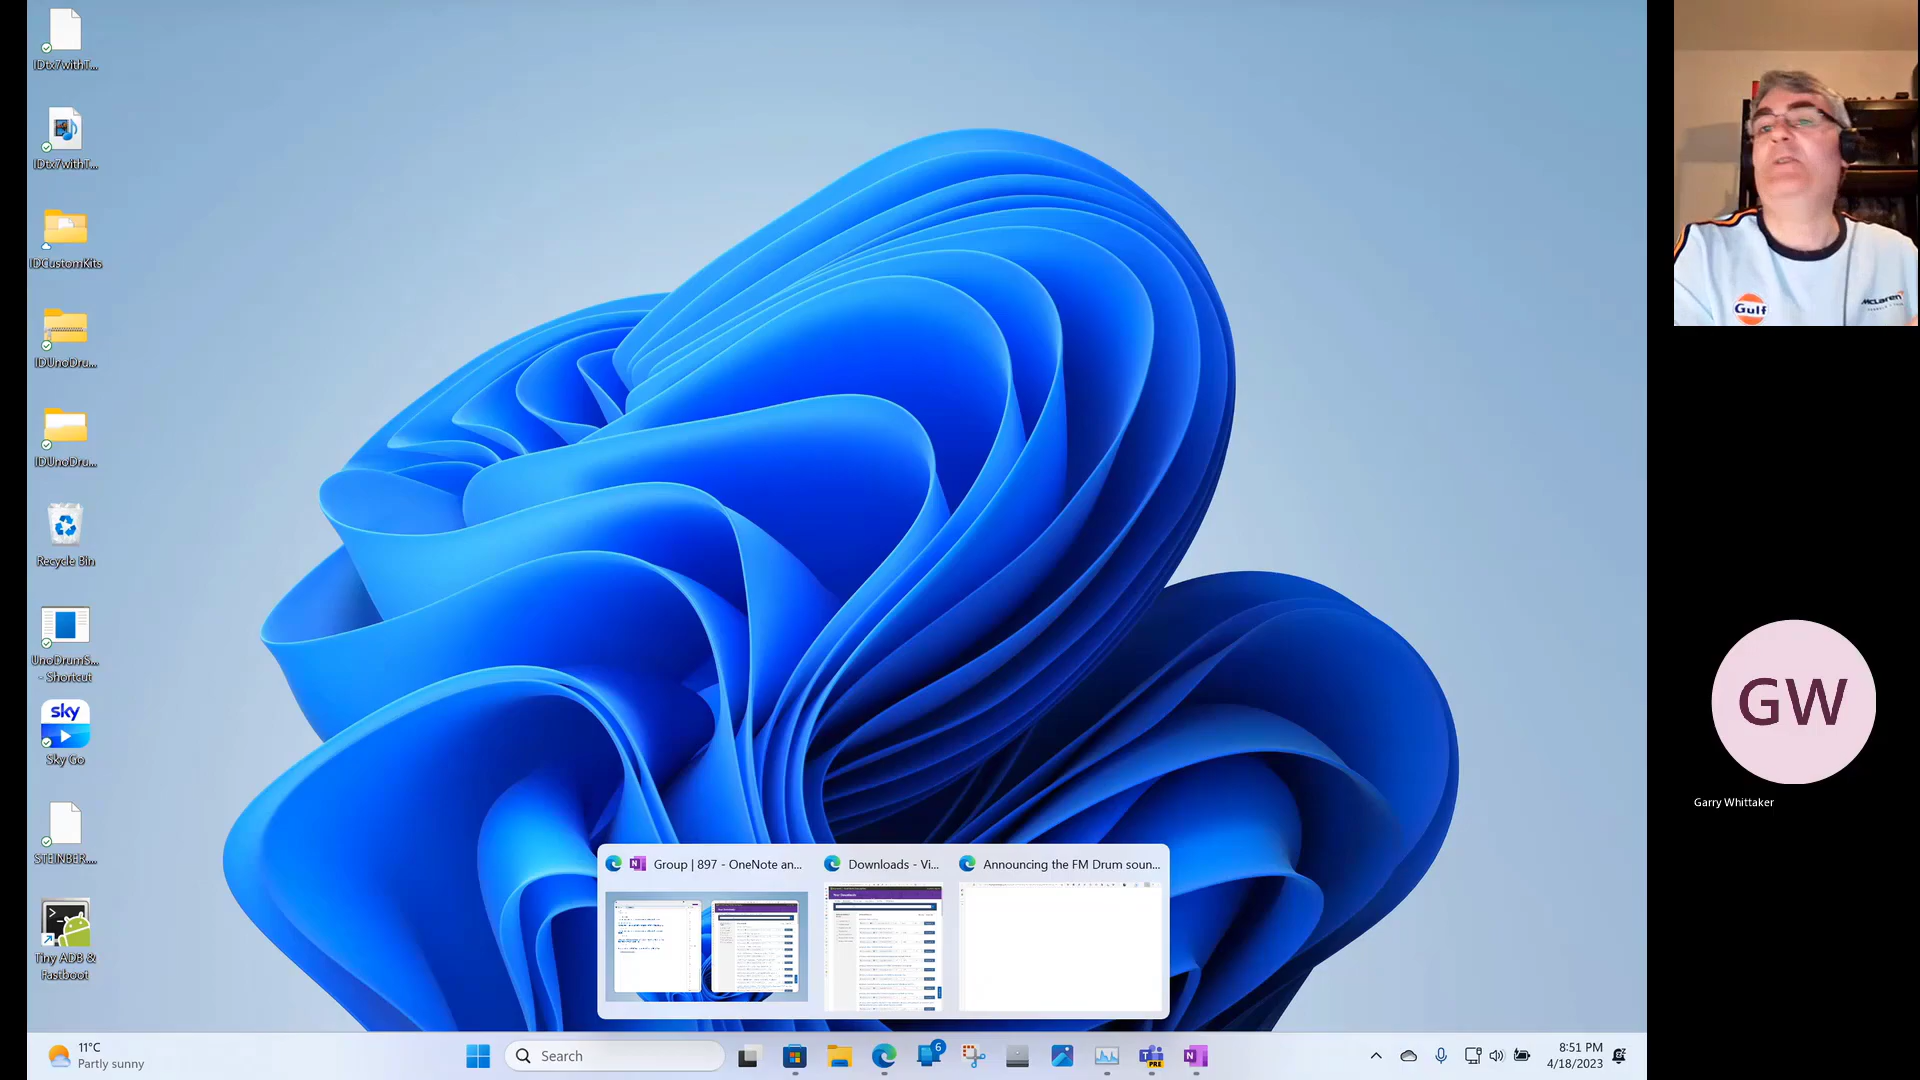 IDtx7withT...
IDtx7withT...
IDCustomKits
IDUnoDru...
IDUnoDru...
Recycle Bin
UnoDrumS...
- Shortcut
sky
Sky Go
STEINBER...
Tiny ADB &
Fastboot
Group | 897 - OneNote an...
Downloads - Vi...
Announcing the FM Drum soun...
11°C
Partly sunny
Search
6
PRE
8:51 PM
4/18/2023
Gulf
McLaren
GW
Garry Whittaker